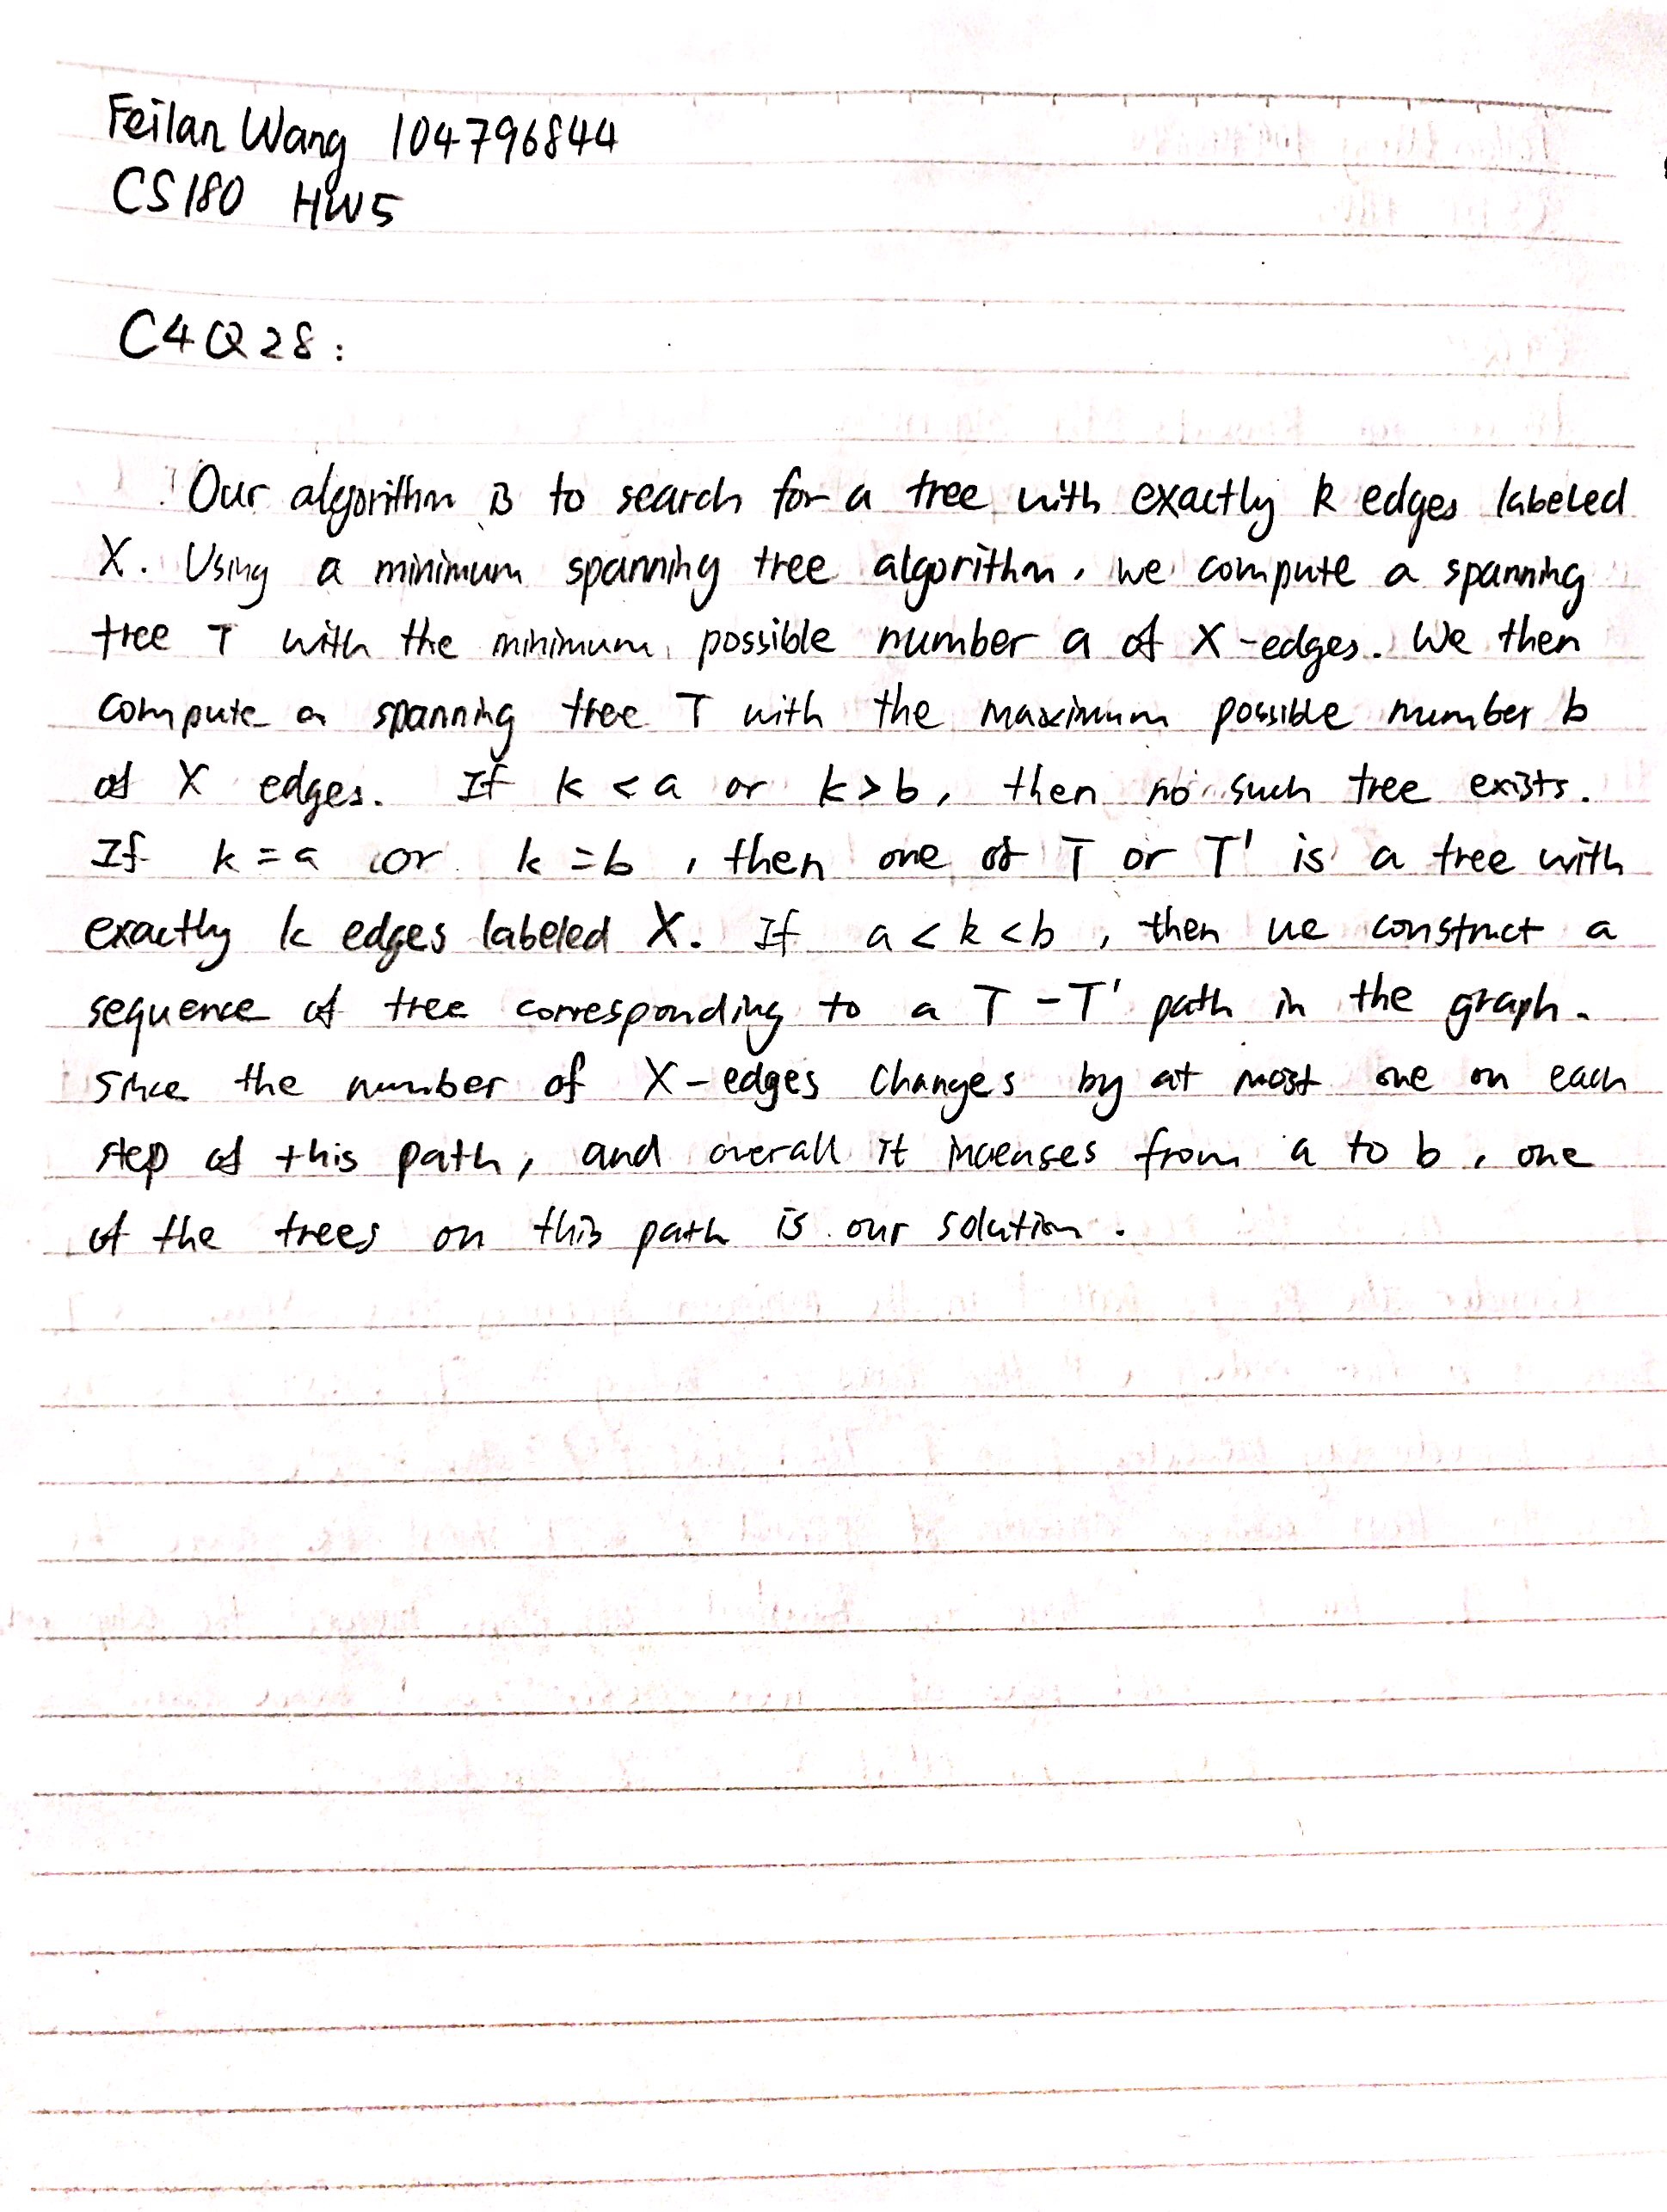 Feilan Wang 104796844
CS180 HW5
C4Q28:
Our algorithm is to search for a tree with exactly k edges labeled
X. Using a minimum spanning tree algorithm, we compute a spanning
tree T with the minimum possible number a of X-edges. We then
compute a spanning tree T with the maximum possible number b
of X edges. If k < a or k > b, then no such tree exists.
If k = a or k = b, then one of T or T' is a tree with
exactly k edges labeled X. If a < k < b, then we construct a
sequence of tree corresponding to a T-T' path in the graph.
Since the number of X-edges changes by at most one on each
step of this path, and overall it increases from a to b, one
of the trees on this path is our solution.